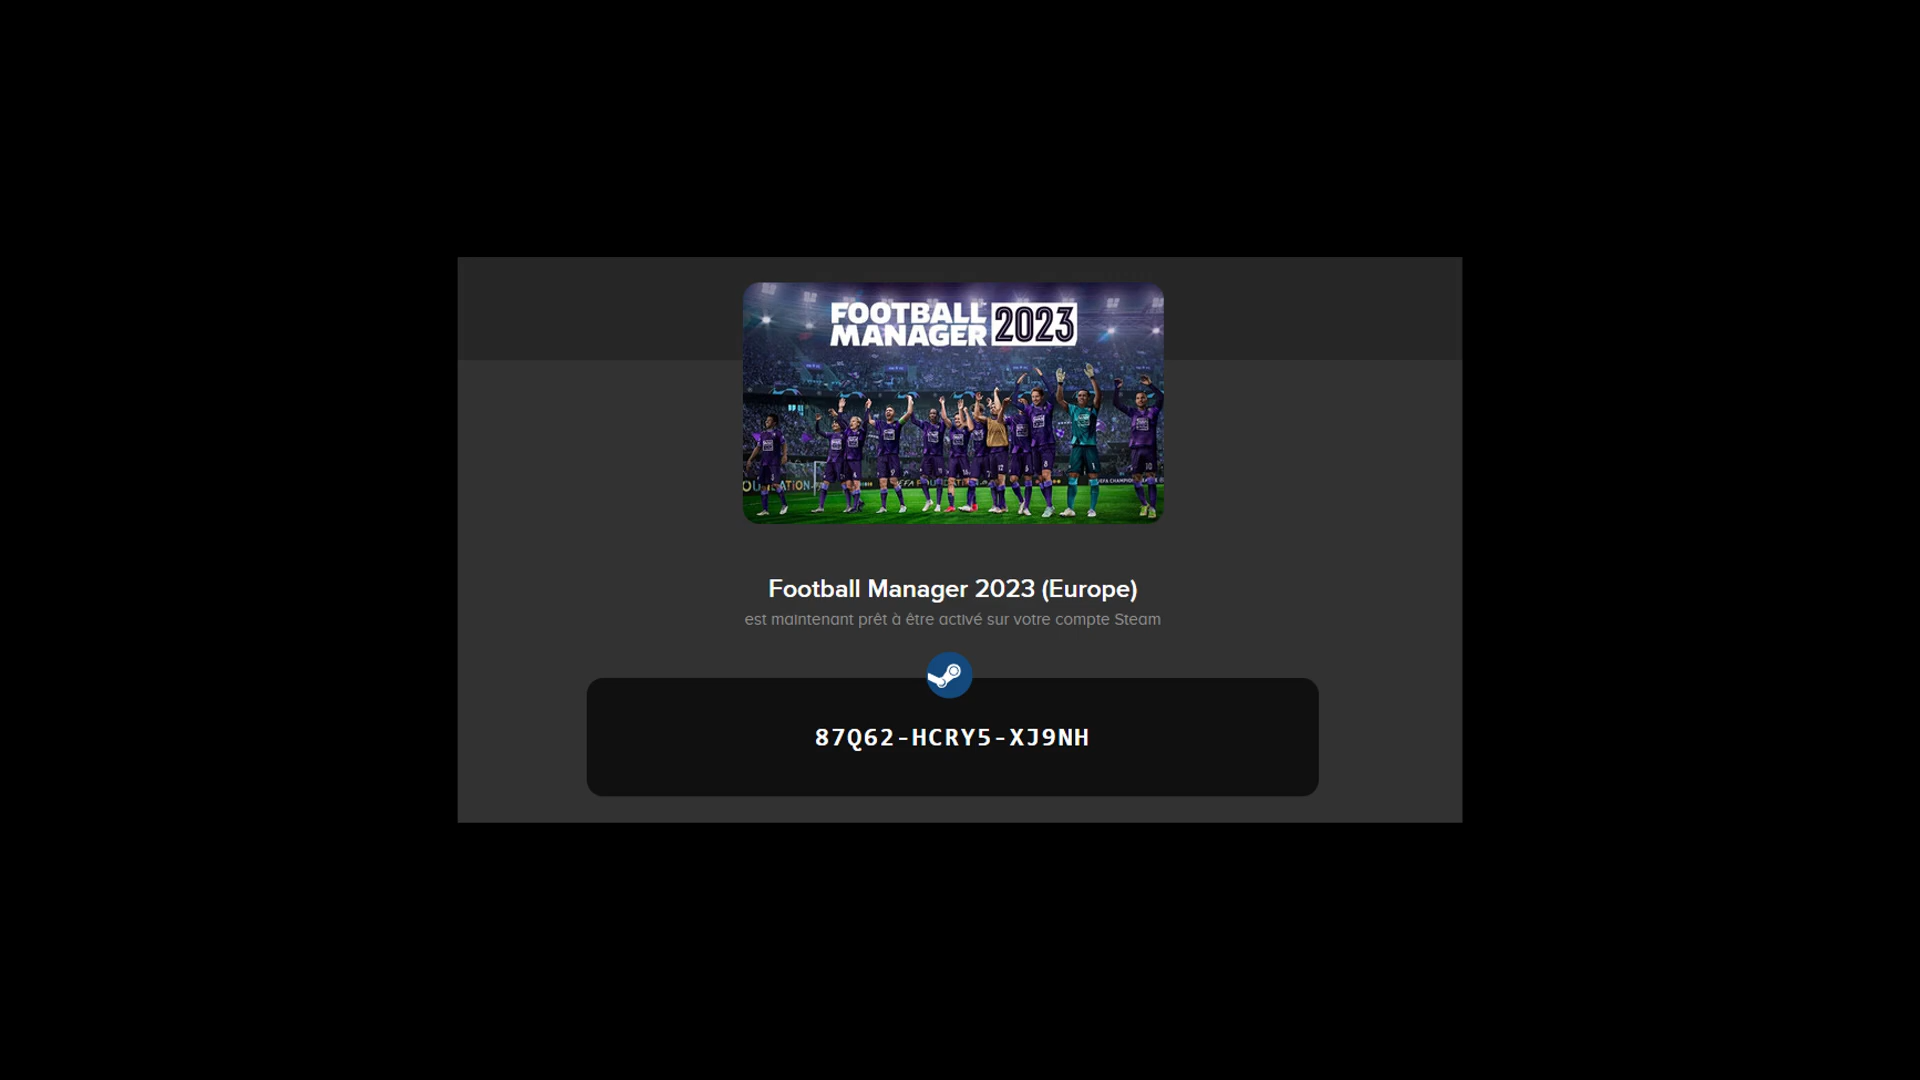 FOOTBALL
MANAGER 2023
Football Manager 2023 (Europe)
est maintenant prêt à être activé sur votre compte Steam
87Q62-HCRY5-XJ9NH